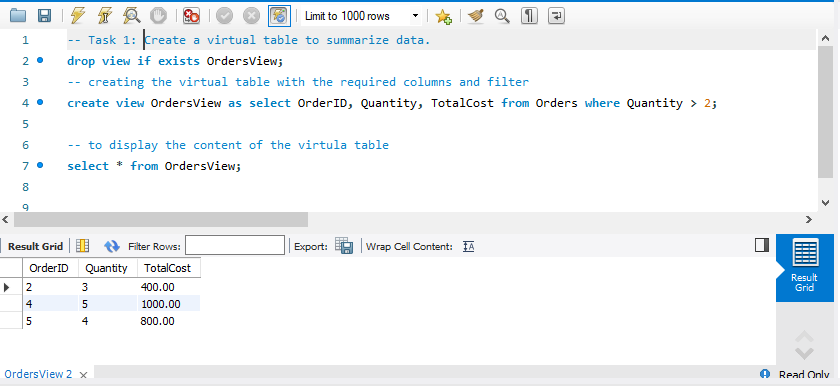 Limit to 1000 rows
1 -- Task 1: Create a virtual table to summarize data.
2 drop view if exists OrdersView;
3 -- creating the virtual table with the required columns and filter
4 create view OrdersView as select OrderID, Quantity, TotalCost from Orders where Quantity > 2;
5
6 -- to display the content of the virtula table
7 select * from OrdersView;
8
9
Result Grid Filter Rows: Export: Wrap Cell Content: IA
OrderID Quantity TotalCost
2 3 400.00
4 5 1000.00
5 4 800.00
Result
Grid
OrdersView 2 x Read Only